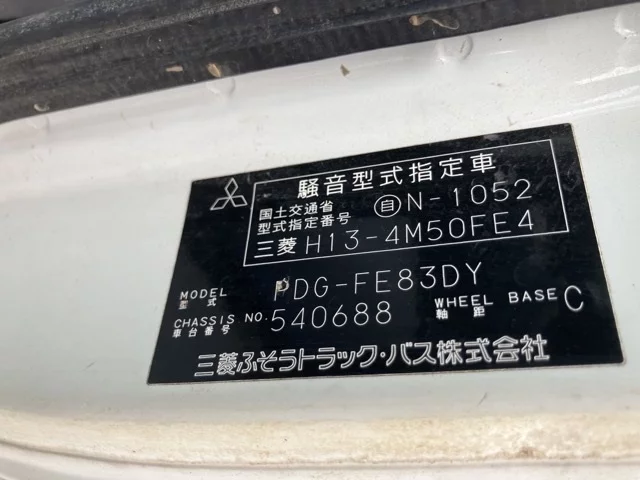 騒音型式指定車
国土交通省
型式指定番号 自N-1052
三菱 H13-4M50FE4
MODEL
型式 PDG-FE83DY
CHASSIS NO. 540688 WHEEL BASE C
車台番号 軸距
三菱ふそうトラック・バス株式会社